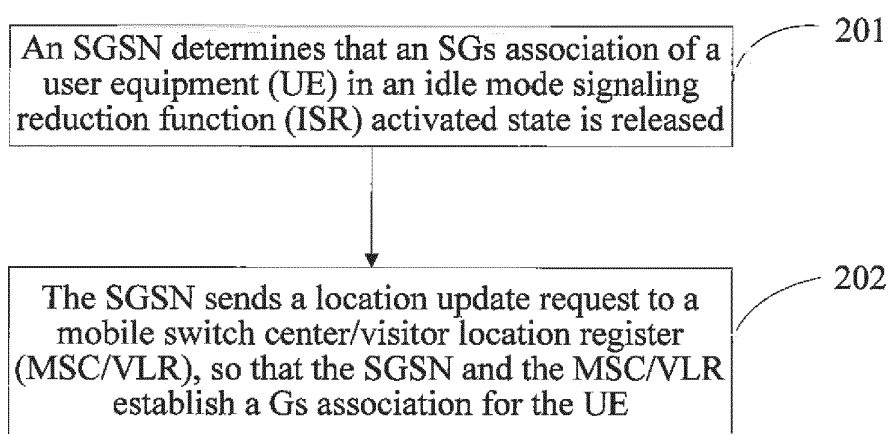 An SGSN determines that an SGs association of a
user equipment (UE) in an idle mode signaling
reduction function (ISR) activated state is released
201
The SGSN sends a location update request to a
mobile switch center/visitor location register
(MSC/VLR), so that the SGSN and the MSC/VLR
establish a Gs association for the UE
202